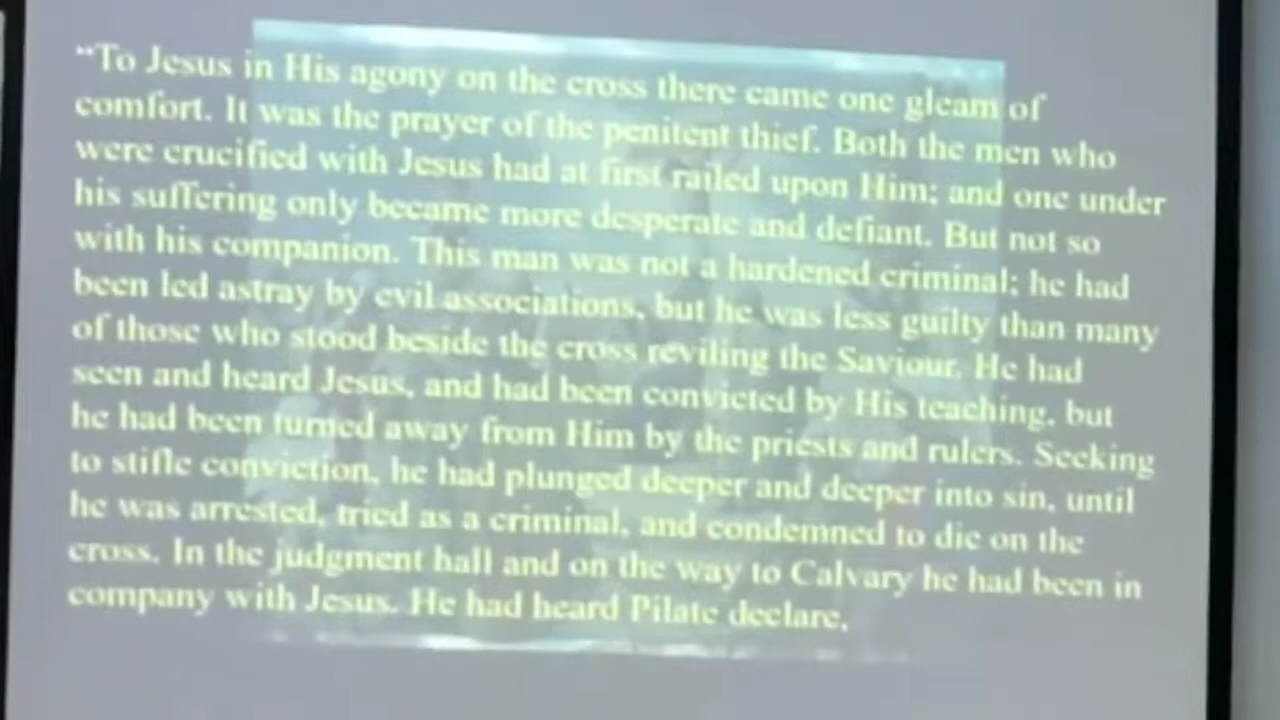 “To Jesus in His agony on the cross there came one gleam of
comfort. It was the prayer of the penitent thief. Both the men who
were crucified with Jesus had at first railed upon Him; and one under
his suffering only became more desperate and defiant. But not so
with his companion. This man was not a hardened criminal; he had
been led astray by evil associations, but he was less guilty than many
of those who stood beside the cross reviling the Saviour. He had
seen and heard Jesus, and had been convicted by His teaching, but
he had been turned away from Him by the priests and rulers. Seeking
to stifle conviction, he had plunged deeper and deeper into sin, until
he was arrested, tried as a criminal, and condemned to die on the
cross. In the judgment hall and on the way to Calvary he had been in
company with Jesus. He had heard Pilate declare,